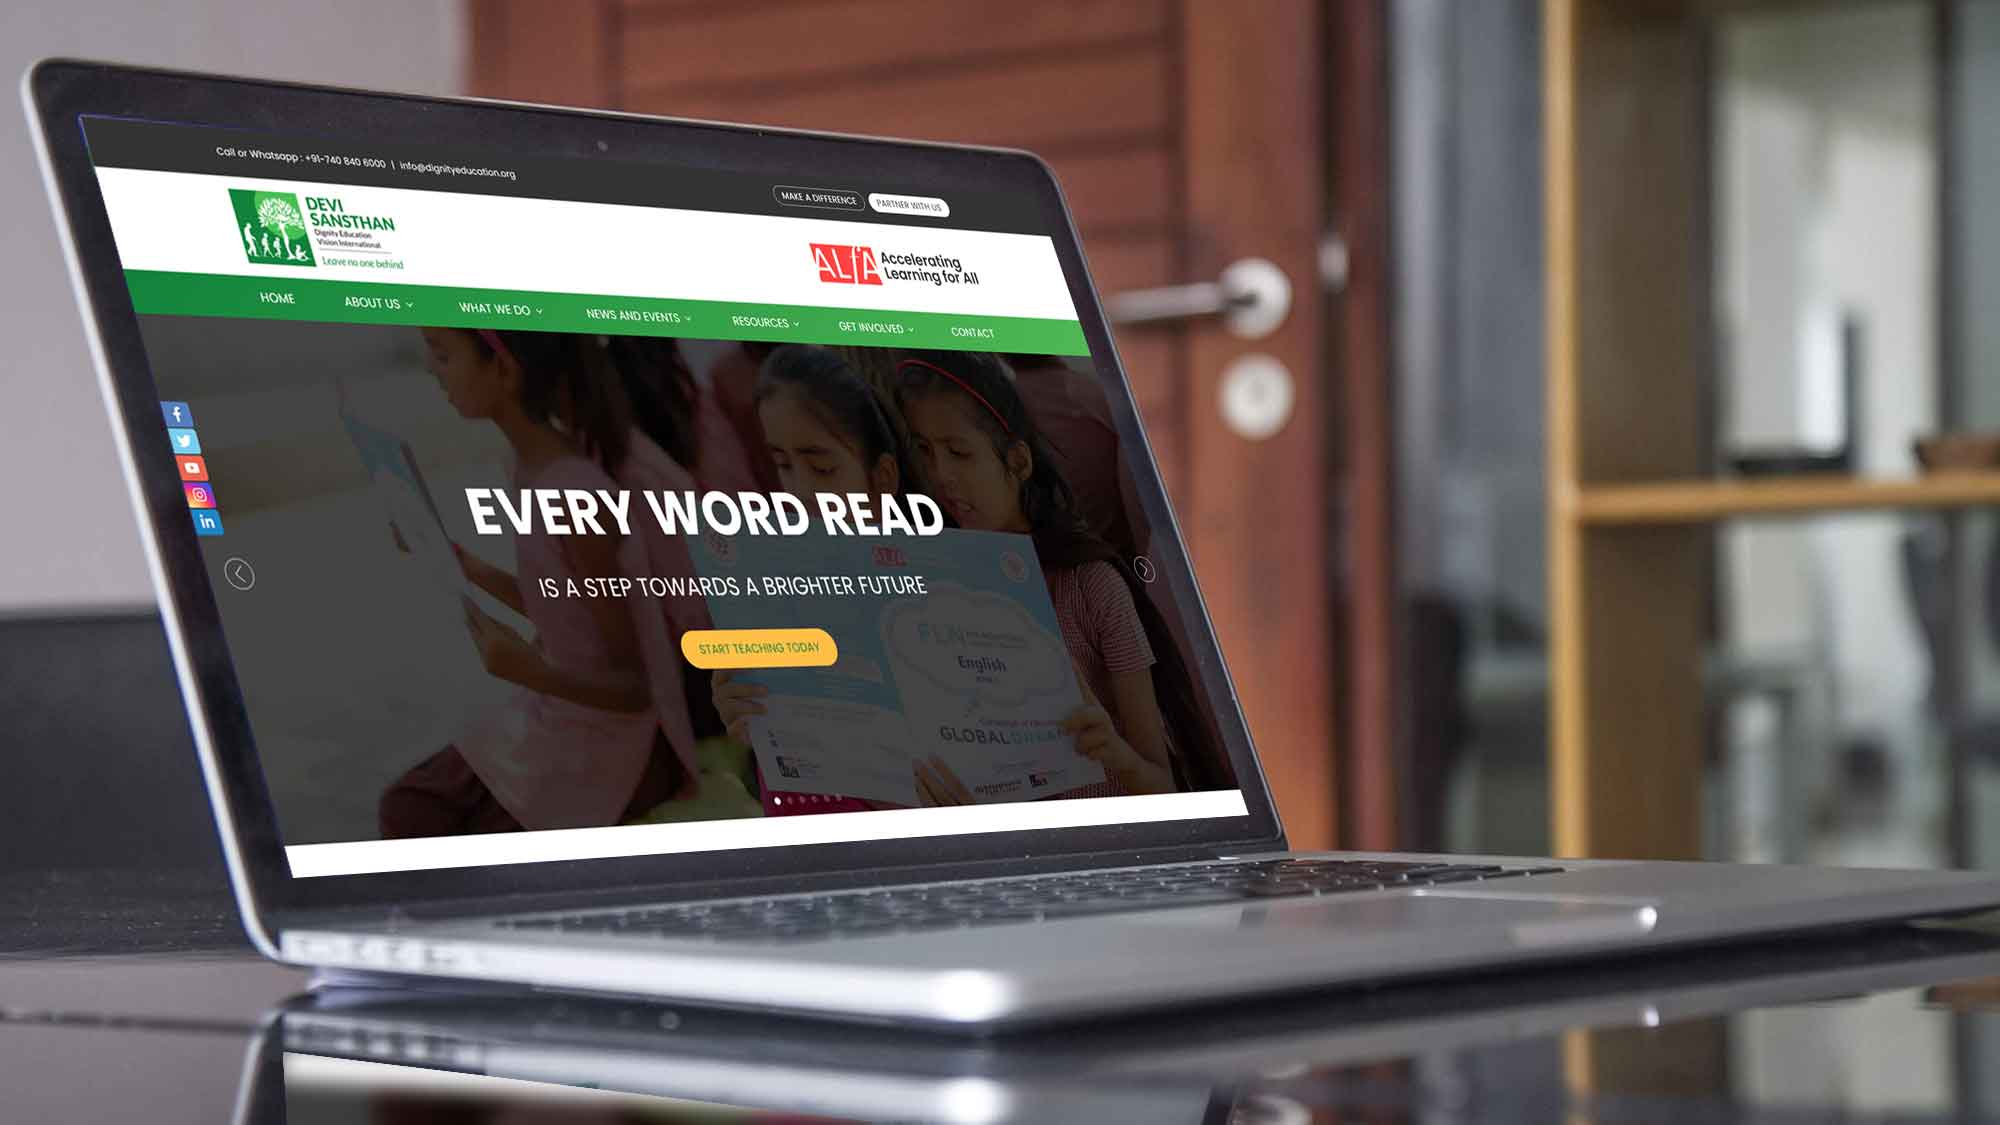 Call or Whatsapp : +91-740 840 6000 | info@dignityeducation.org
MAKE A DIFFERENCE
PARTNER WITH US
DEVI
SANSTHAN
Dignity Education
Vision International
Leave no one behind
ALfA
Accelerating
Learning for All
HOME
ABOUT US
WHAT WE DO
NEWS AND EVENTS
RESOURCES
GET INVOLVED
CONTACT
EVERY WORD READ
IS A STEP TOWARDS A BRIGHTER FUTURE
START TEACHING TODAY
FLN
English
GLOBAL